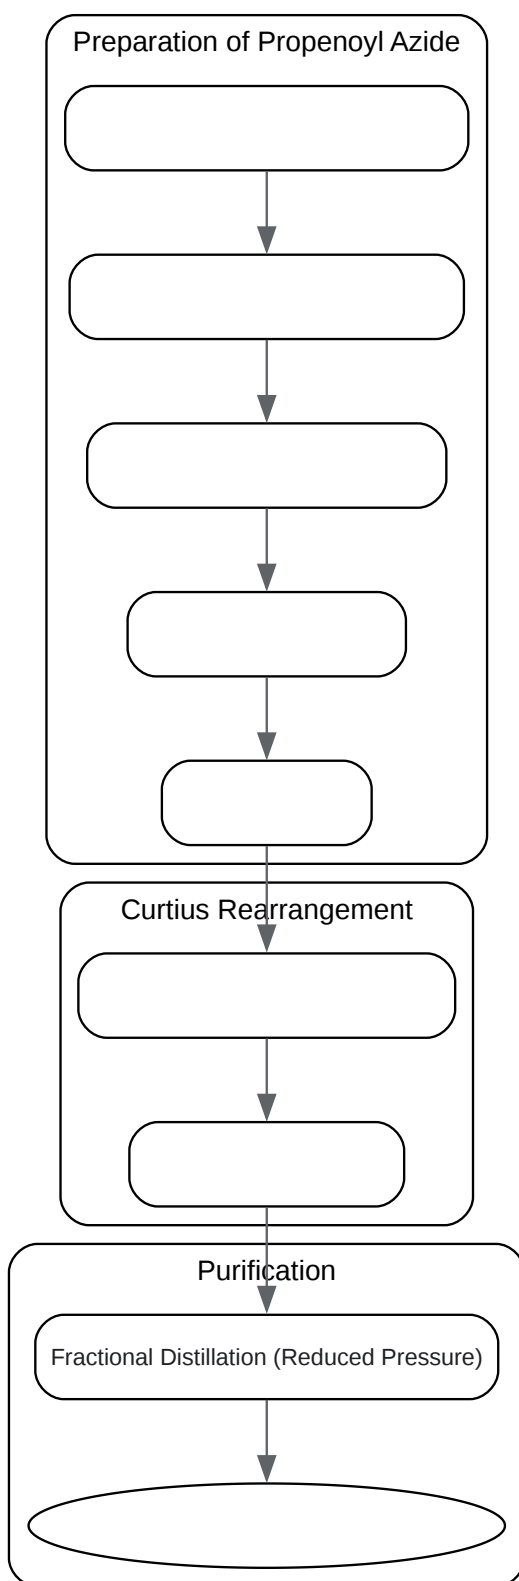 Preparation of Propenoyl Azide
Curtius Rearrangement
Purification
Fractional Distillation (Reduced Pressure)